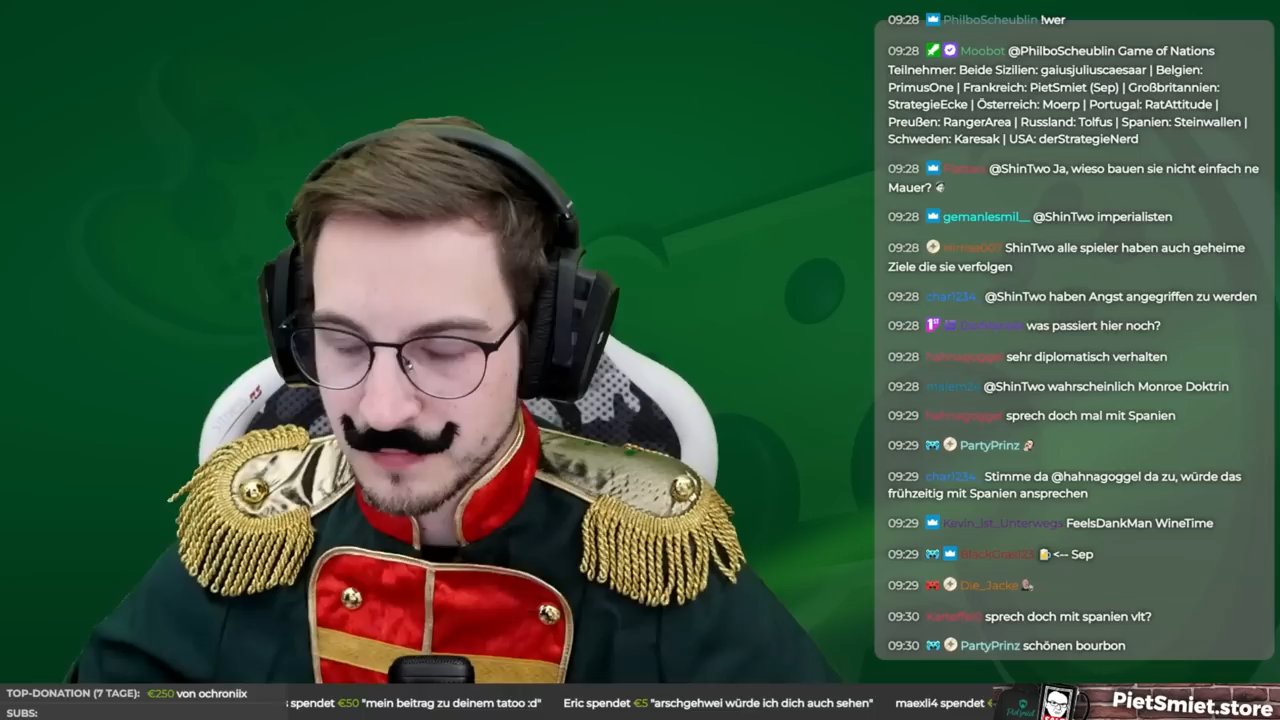 09:28 PhilboScheublin !wer
09:28 Moobot @PhilboScheublin Game of Nations
Teilnehmer: Beide Sizilien: gaiusjuliuscaesaar | Belgien:
PrimusOne | Frankreich: PietSmiet (Sep) | Großbritannien:
StrategieEcke | Österreich: Moerp | Portugal: RatAttitude |
Preußen: RangerArea | Russland: Tolfus | Spanien: Steinwallen |
Schweden: Karesak | USA: derStrategieNerd
09:28 @ShinTwo Ja, wieso bauen sie nicht einfach ne
Mauer?
09:28 gemanlesmil__ @ShinTwo imperialisten
09:28 ShinTwo alle spieler haben auch geheime
Ziele die sie verfolgen
09:28 char1234_ @ShinTwo haben Angst angegriffen zu werden
09:28 was passiert hier noch?
09:28 hahnagoggel sehr diplomatisch verhalten
09:28 @ShinTwo wahrscheinlich Monroe Doktrin
09:29 hahnagoggel sprech doch mal mit Spanien
09:29 PartyPrinz
09:29 char1234_ Stimme da @hahnagoggel da zu, würde das
frühzeitig mit Spanien ansprechen
09:29 Kevin_ist_Unterwegs FeelsDankMan WineTime
09:29 <-- Sep
09:29 Die_Jacke
09:30 sprech doch mit spanien vlt?
09:30 PartyPrinz schönen bourbon
TOP-DONATION (7 TAGE): €250 von ochroniix
SUBS:
s spendet €50 "mein beitrag zu deinem tatoo :d" Eric spendet €5 "arschgehwei würde ich dich auch sehen" maexli4 spendet €
PietSmiet.store